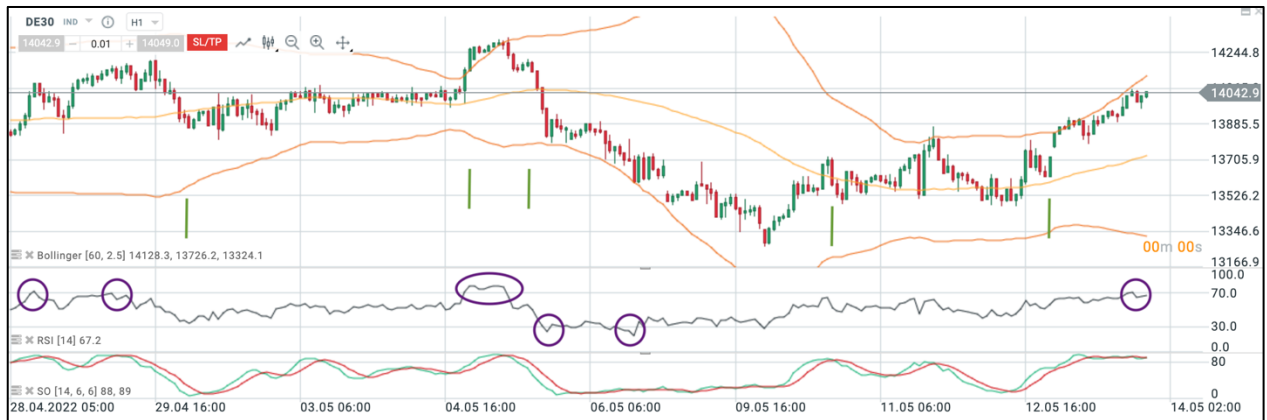 DE30 IND H1
14042.9 − 0.01 + 14049.0 SL/TP
14244.8
14042.9
13885.5
13705.9
13526.2
13346.6
00m 00s
Bollinger [60, 2.5] 14128.3, 13726.2, 13324.1
13166.9
100.0
70.0
30.0
RSI [14] 67.2
0.0
80
SO [14, 6, 6] 88, 89
0
28.04.2022 05:00 29.04 16:00 03.05 06:00 04.05 16:00 06.05 06:00 09.05 16:00 11.05 06:00 12.05 16:00 14.05 02:00